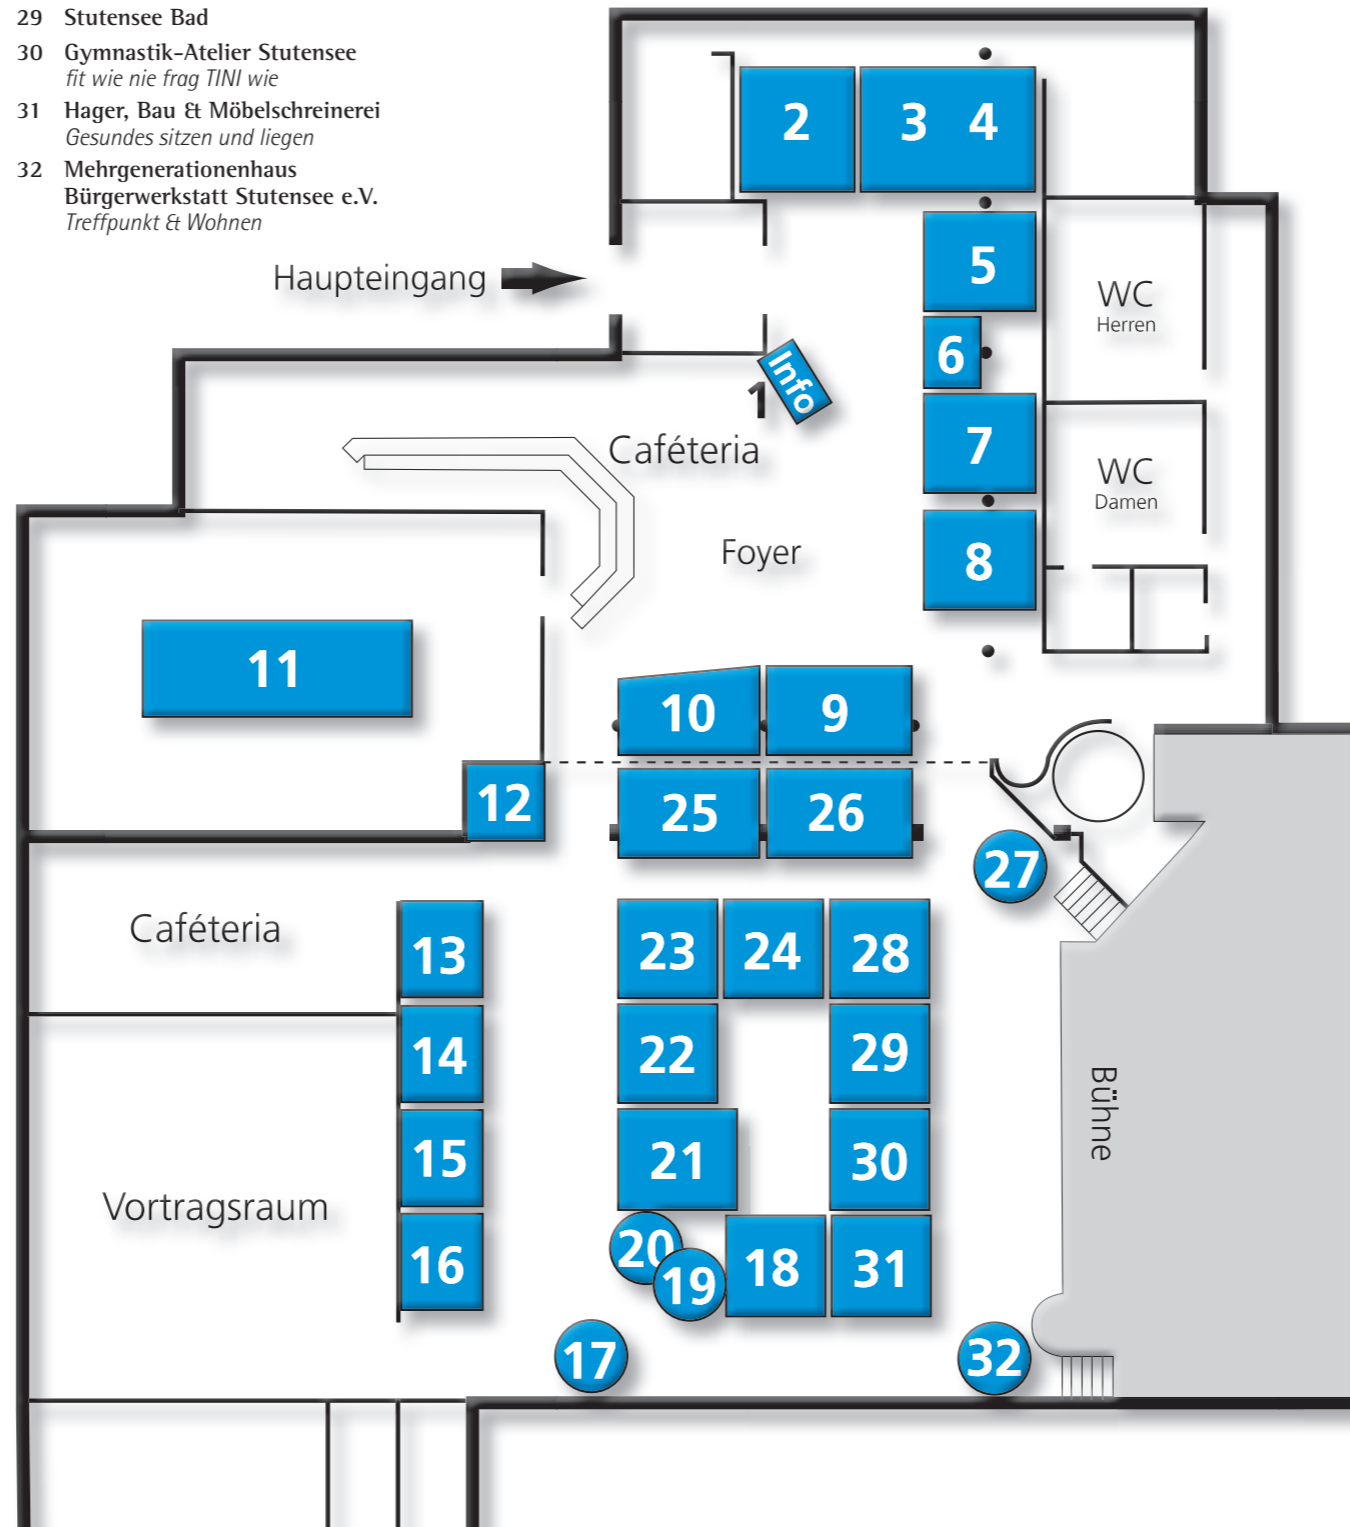 29 Stutensee Bad
30 Gymnastik-Atelier Stutensee
fit wie nie frag TINI wie
31 Hager, Bau & Möbelschreinerei
Gesundes sitzen und liegen
32 Mehrgenerationenhaus
Bürgerwerkstatt Stutensee e.V.
Treffpunkt & Wohnen
2 3 4
Haupteingang
5
WC
Herren
6
1 Info
7
Caféteria
WC
Damen
Foyer
8
11
10 9
12
25 26
27
Caféteria
13
23 24 28
14
22 29
Bühne
15
21 30
Vortragsraum
16
20
19
18 31
17
32